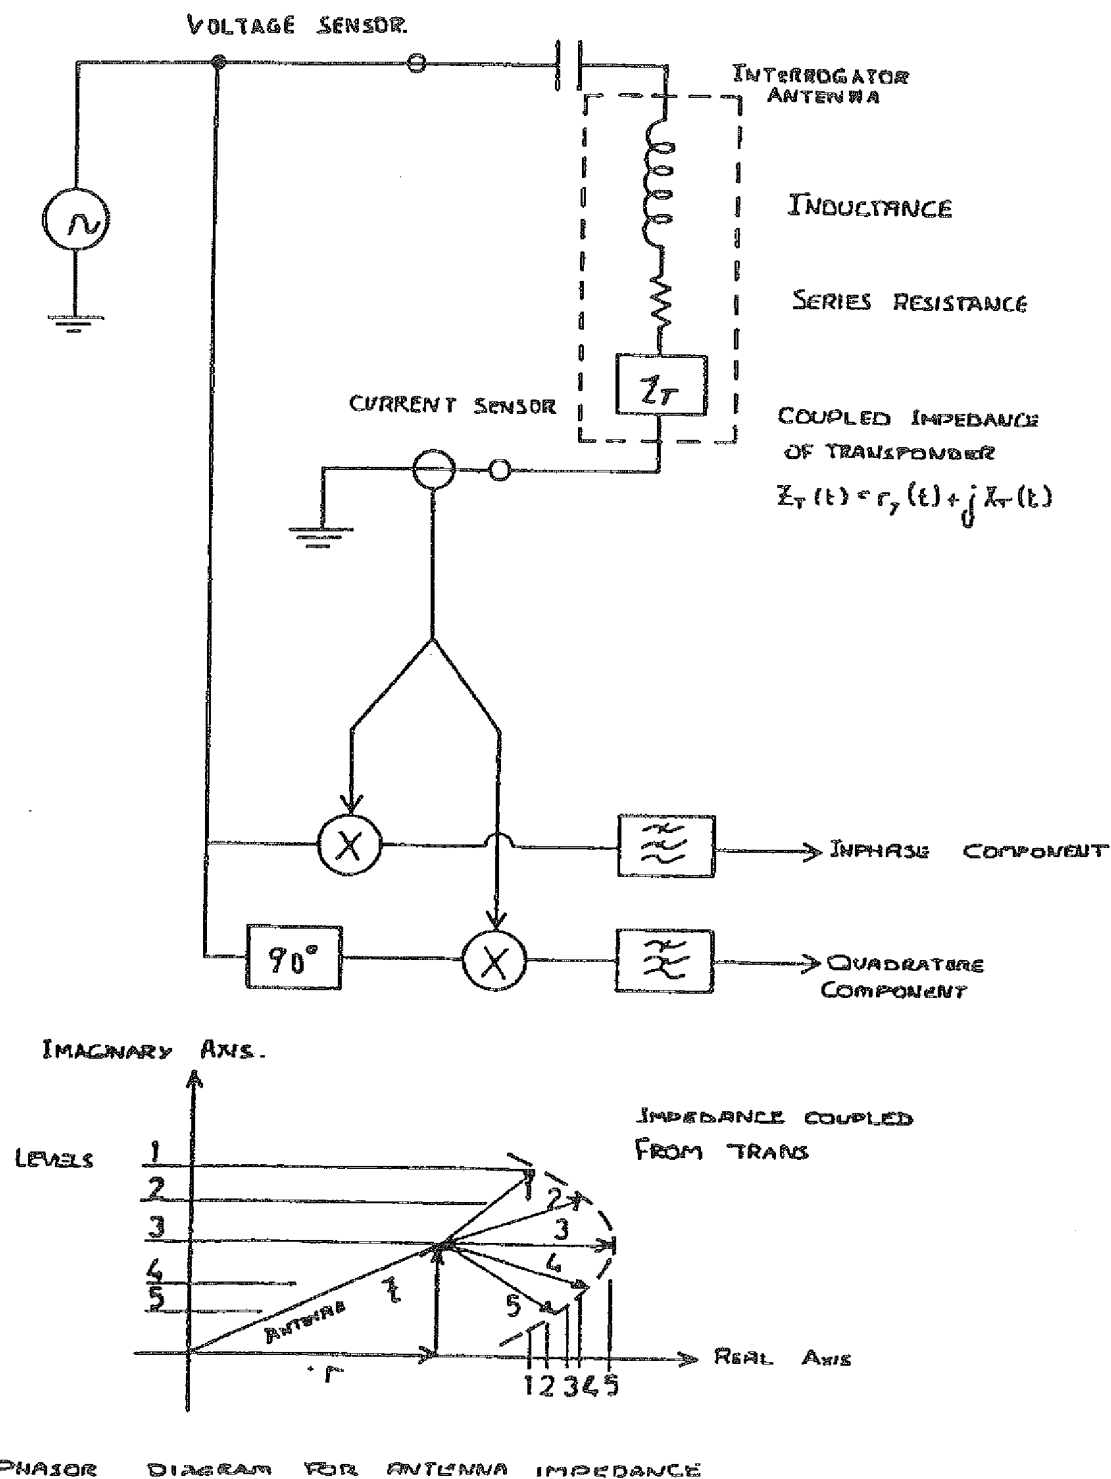 VOLTAGE SENSOR.
INTERROGATOR
ANTENNA
INDUCTANCE
SERIES RESISTANCE
Z_T
CURRENT SENSOR
COUPLED IMPEDANCE
OF TRANSPONDER
Z_T(t) = r_T(t) + j X_T(t)
X
INPHASE COMPONENT
90°
X
QUADRATURE
COMPONENT
IMAGINARY AXIS.
IMPEDANCE COUPLED
FROM TRANS
LEVELS
1
2
3
4
5
1
2
3
4
5
Z
ANTENNA
r
REAL AXIS
1 2 3 4 5
PHASOR DIAGRAM FOR ANTENNA IMPEDANCE